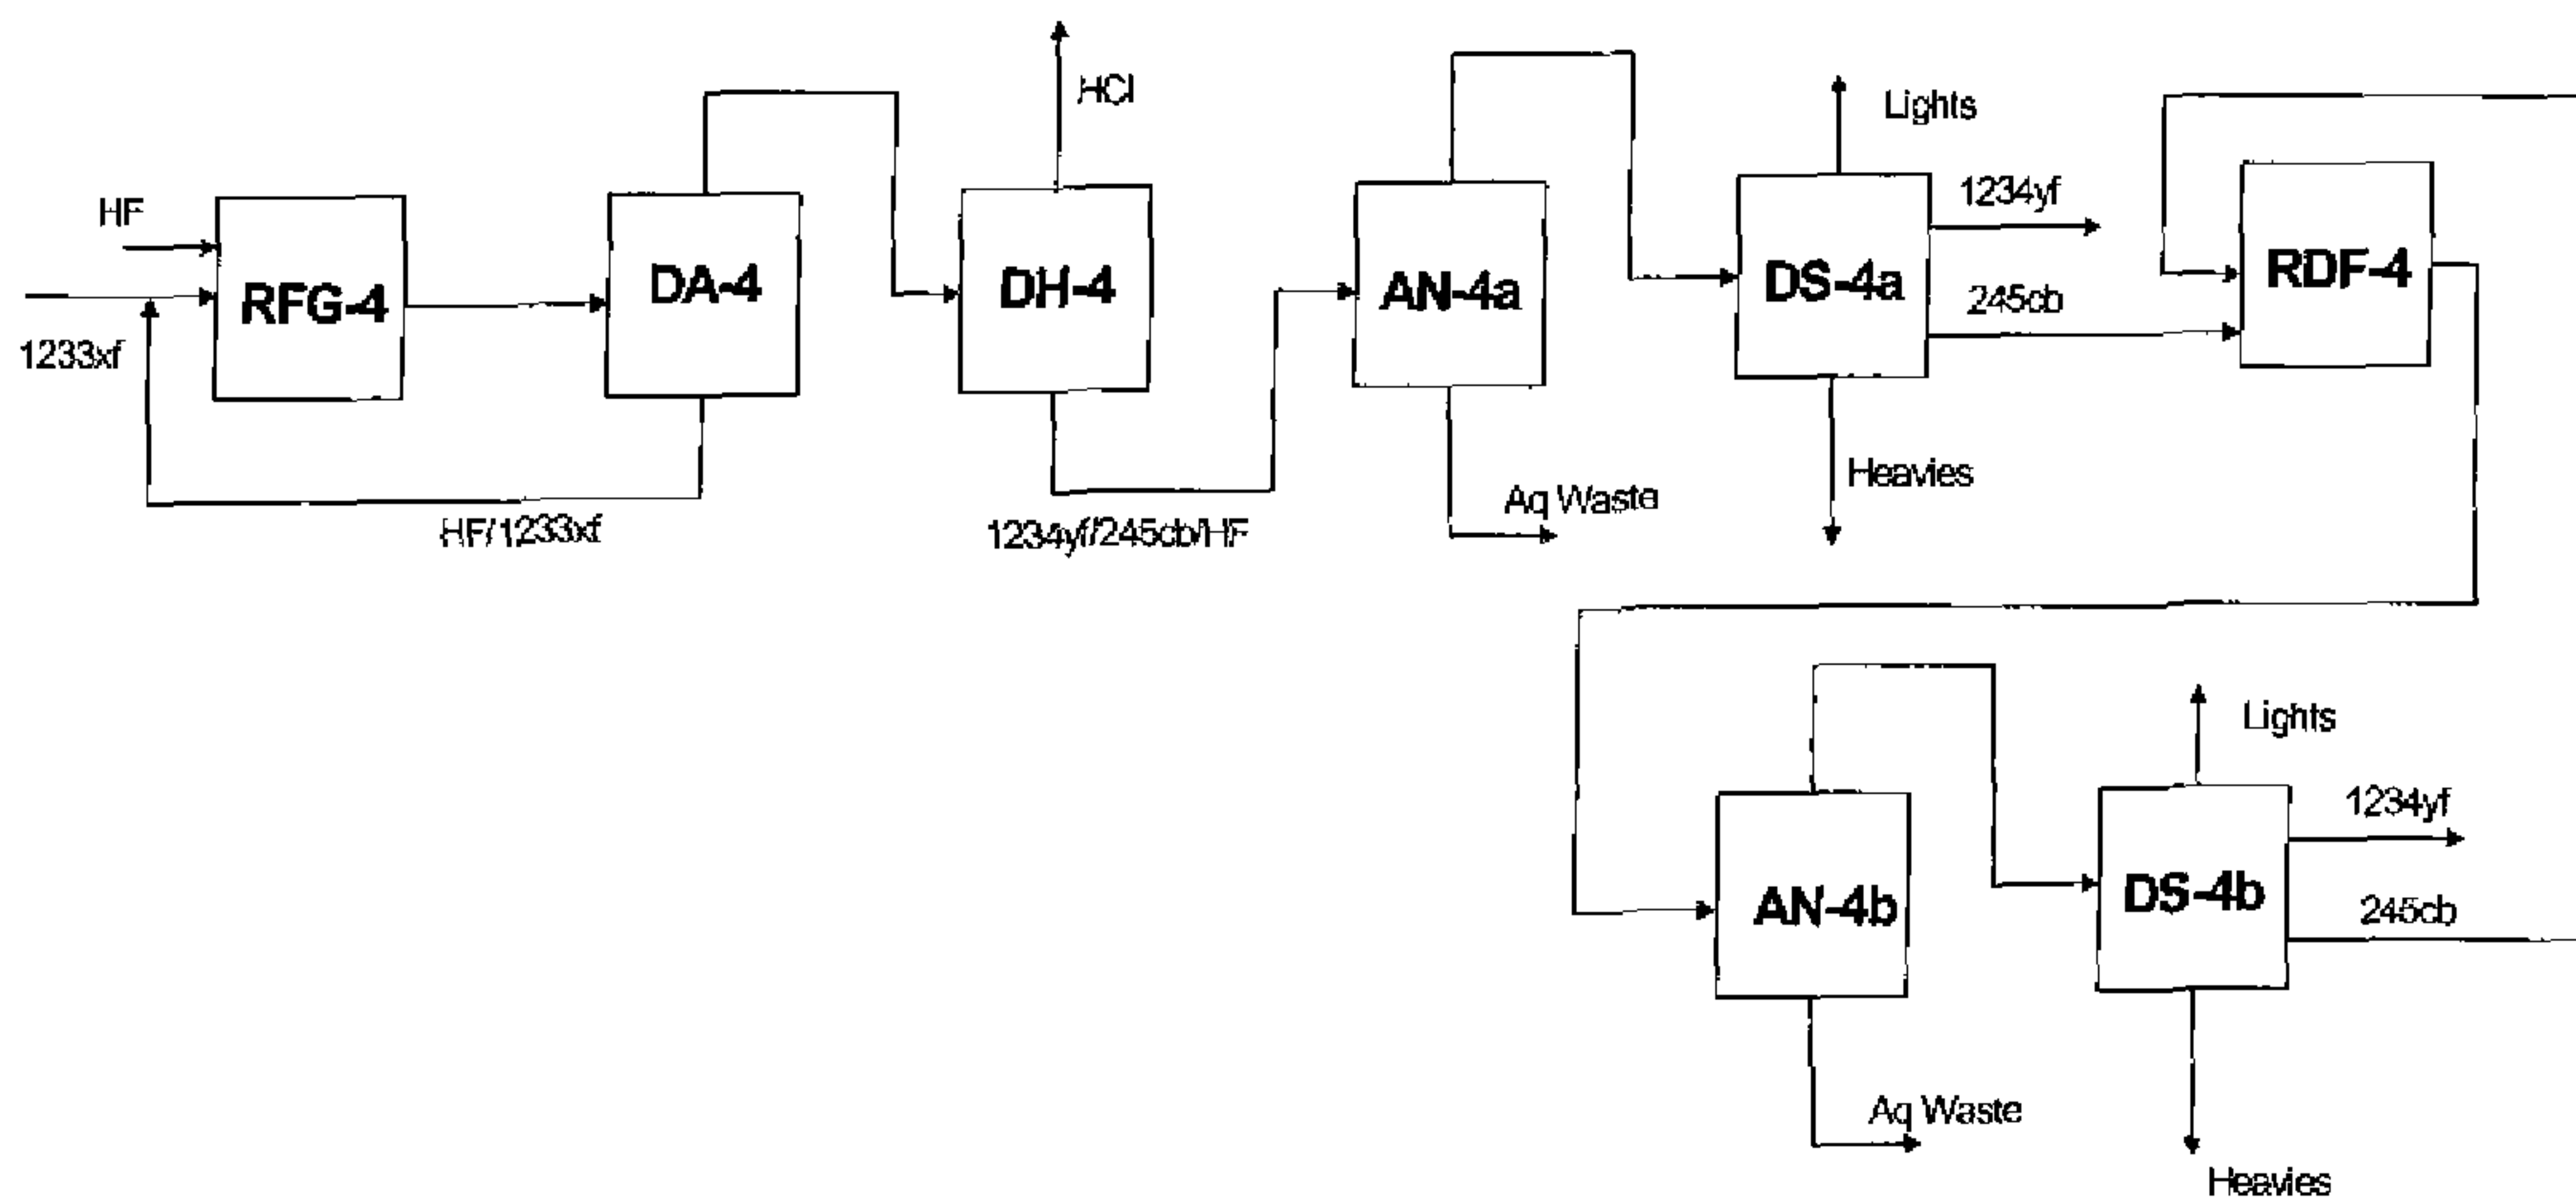 HCl
Lights
1234yf
HF
RFG-4
DA-4
DH-4
AN-4a
DS-4a
RDF-4
245cb
1233xf
Heavies
Aq Waste
HF/1233xf
1234yf/245cb/HF
Lights
1234yf
AN-4b
DS-4b
245cb
Aq Waste
Heavies